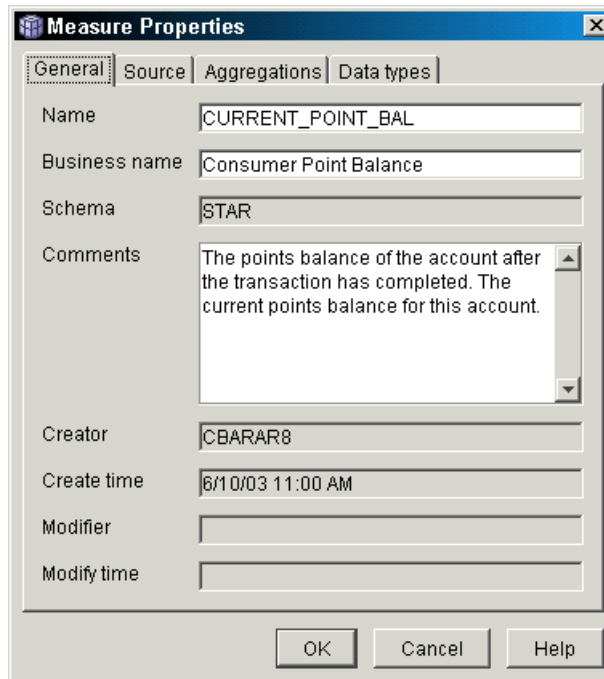 Measure Properties
General Source Aggregations Data types
Name CURRENT_POINT_BAL
Business name Consumer Point Balance
Schema STAR
Comments The points balance of the account after
the transaction has completed. The
current points balance for this account.
Creator CBARAR8
Create time 6/10/03 11:00 AM
Modifier
Modify time
OK Cancel Help